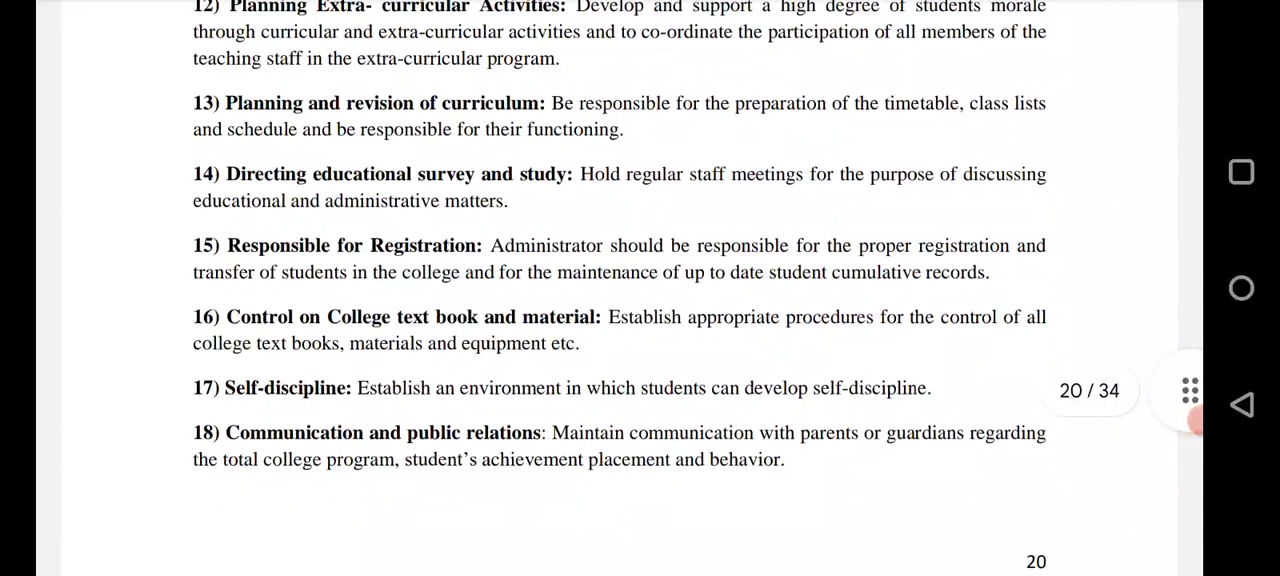 12) Planning Extra- curricular Activities: Develop and support a high degree of students morale
through curricular and extra-curricular activities and to co-ordinate the participation of all members of the
teaching staff in the extra-curricular program.
13) Planning and revision of curriculum: Be responsible for the preparation of the timetable, class lists
and schedule and be responsible for their functioning.
14) Directing educational survey and study: Hold regular staff meetings for the purpose of discussing
educational and administrative matters.
15) Responsible for Registration: Administrator should be responsible for the proper registration and
transfer of students in the college and for the maintenance of up to date student cumulative records.
16) Control on College text book and material: Establish appropriate procedures for the control of all
college text books, materials and equipment etc.
17) Self-discipline: Establish an environment in which students can develop self-discipline.
20 / 34
18) Communication and public relations: Maintain communication with parents or guardians regarding
the total college program, student’s achievement placement and behavior.
20